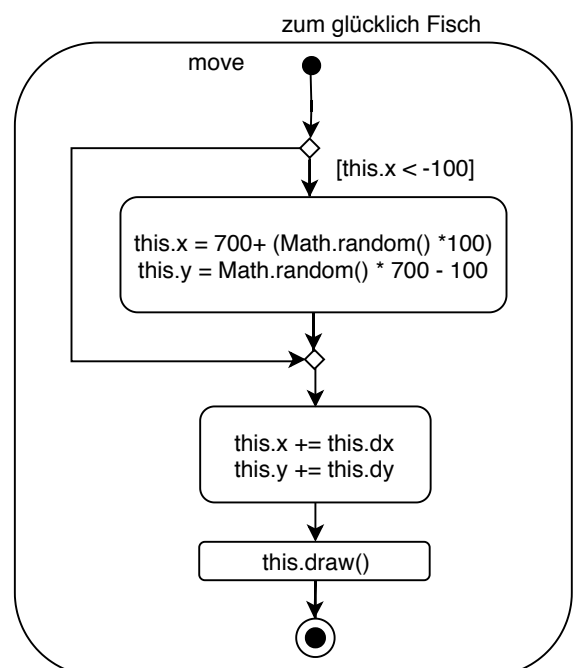 zum glücklich Fisch
move
[this.x < -100]
this.x = 700+ (Math.random() *100)
this.y = Math.random() * 700 - 100
this.x += this.dx
this.y += this.dy
this.draw()